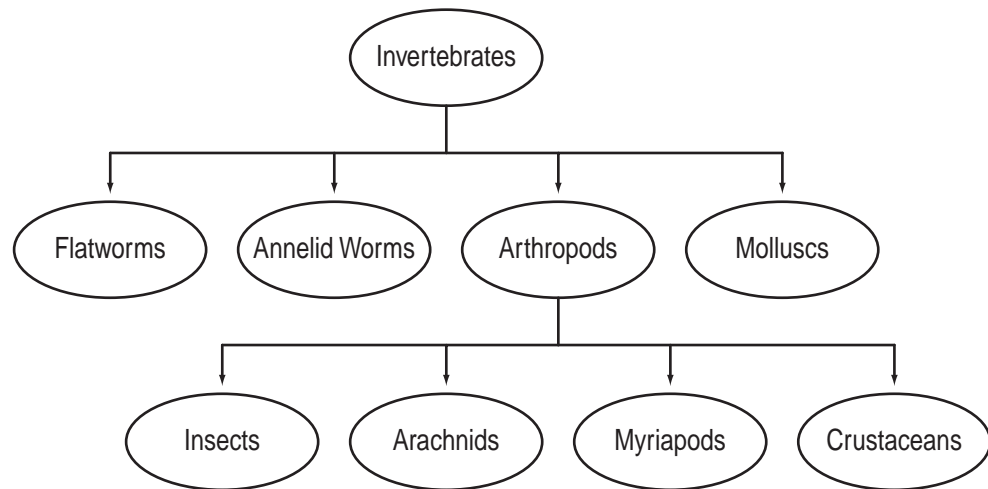 Invertebrates
Flatworms
Annelid Worms
Arthropods
Molluscs
Insects
Arachnids
Myriapods
Crustaceans